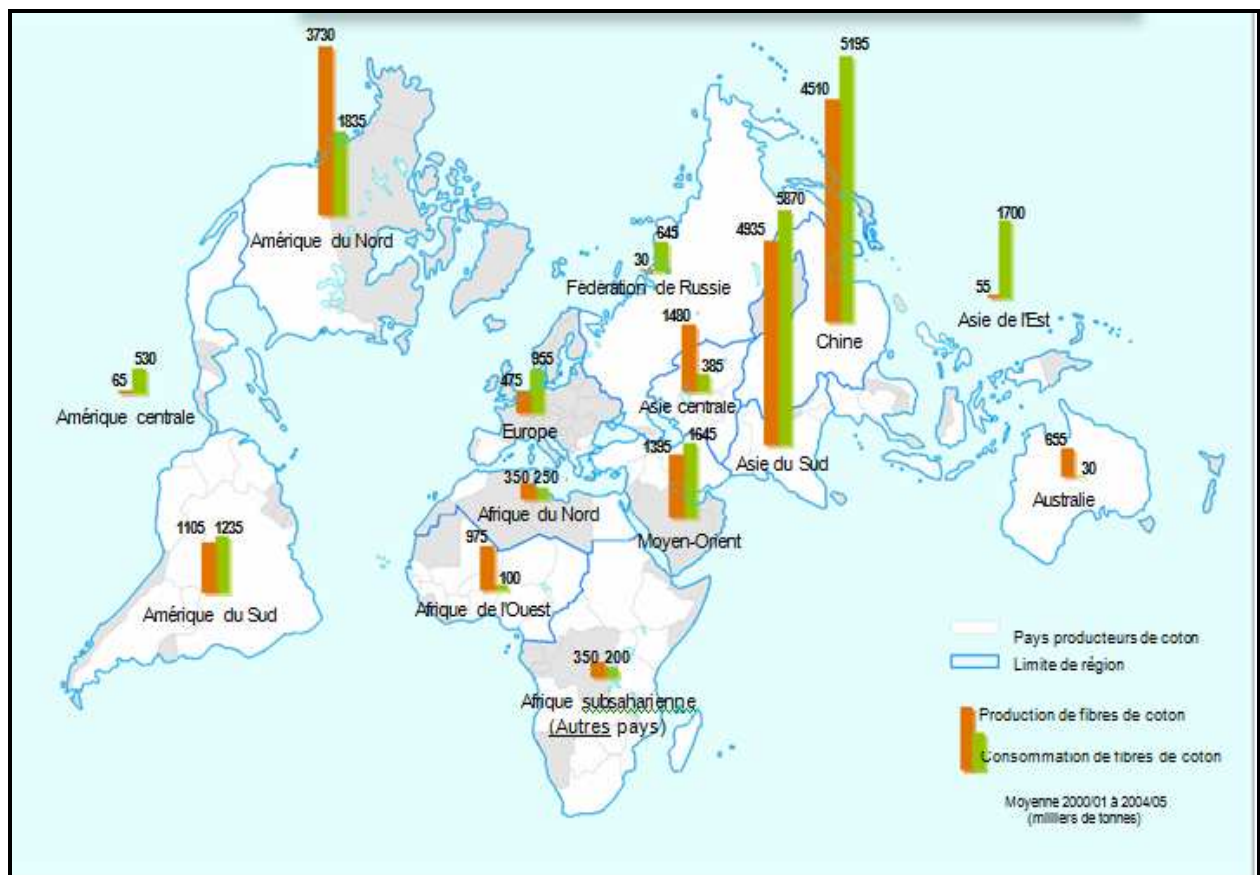 3730
1835
Amérique du Nord
5195
4510
Chine
5870
4935
Asie du Sud
1700
55
Asie de l'Est
645
30
Fédération de Russie
1480
385
Asie centrale
530
65
Amérique centrale
955
475
Europe
1395
1645
Moyen-Orient
350 250
Afrique du Nord
655
30
Australie
1105
1235
Amérique du Sud
975
100
Afrique de l'Ouest
350 200
Afrique subsaharienne
(Autres pays)
Pays producteurs de coton
Limite de région
Production de fibres de coton
Consommation de fibres de coton
Moyenne 2000/01 à 2004/05
(milliers de tonnes)